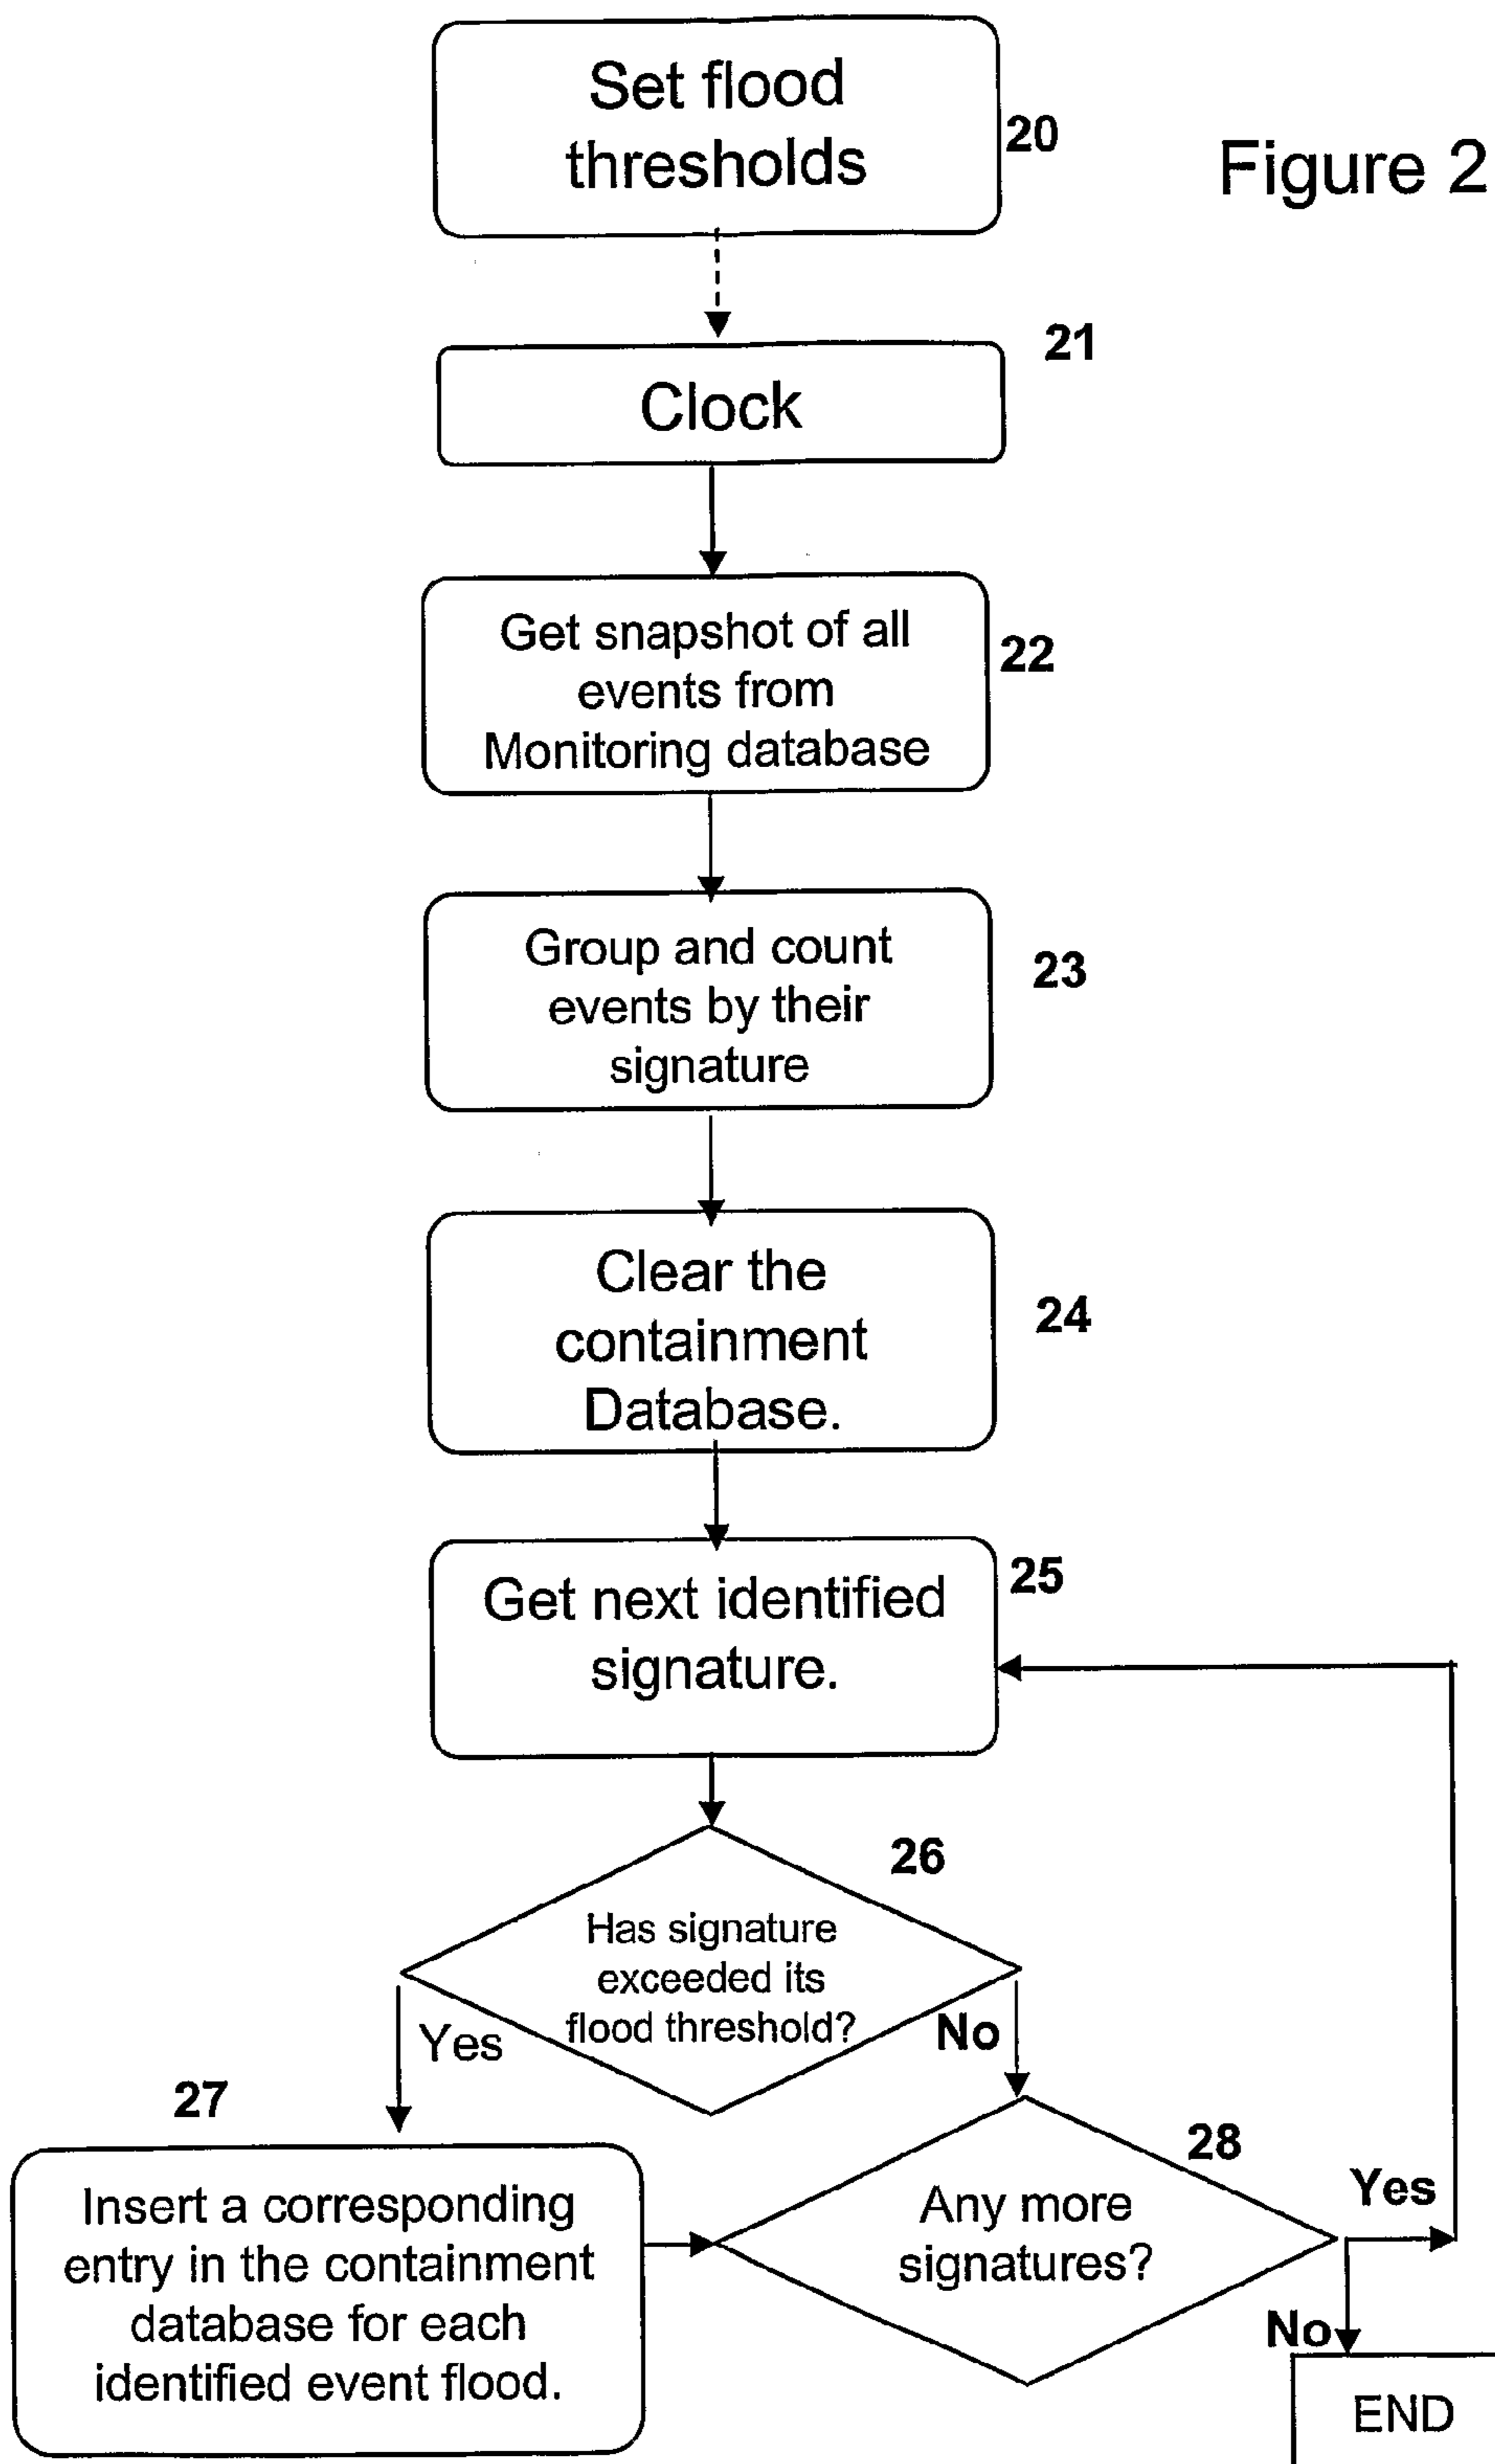 Set flood
thresholds
20
Figure 2
21
Clock
Get snapshot of all
events from
Monitoring database
22
Group and count
events by their
signature
23
Clear the
containment
Database.
24
Get next identified
signature.
25
26
Has signature
exceeded its
flood threshold?
Yes
No
27
Insert a corresponding
entry in the containment
database for each
identified event flood.
28
Any more
signatures?
Yes
No
END